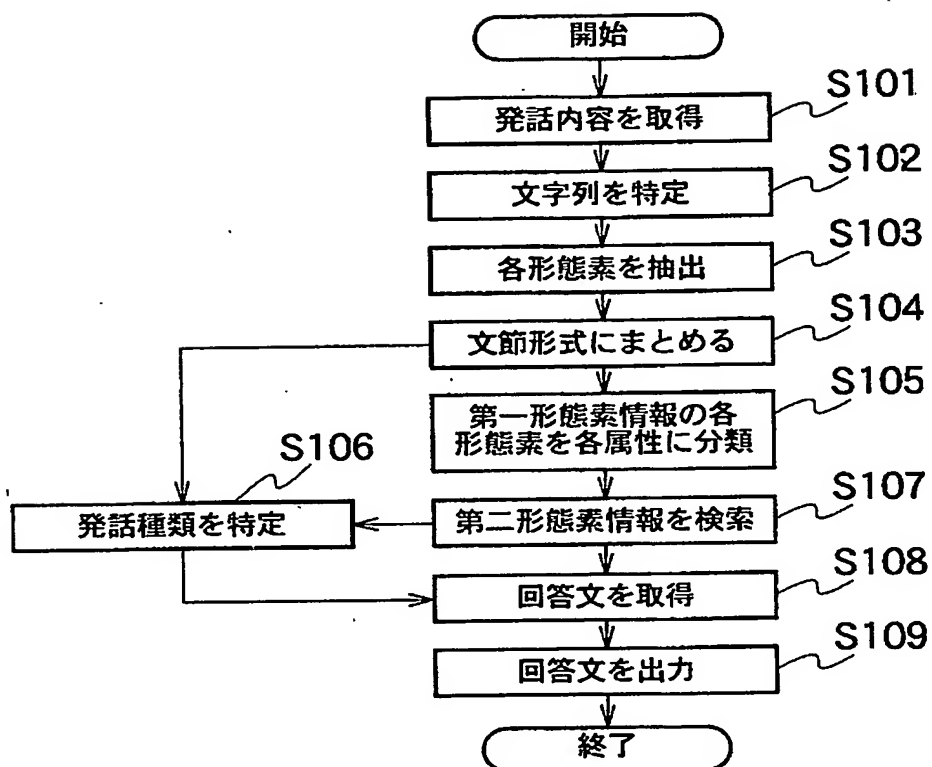 開始
S101
発話内容を取得
S102
文字列を特定
S103
各形態素を抽出
S104
文節形式にまとめる
S105
第一形態素情報の各
形態素を各属性に分類
S106
発話種類を特定
S107
第二形態素情報を検索
S108
回答文を取得
S109
回答文を出力
終了